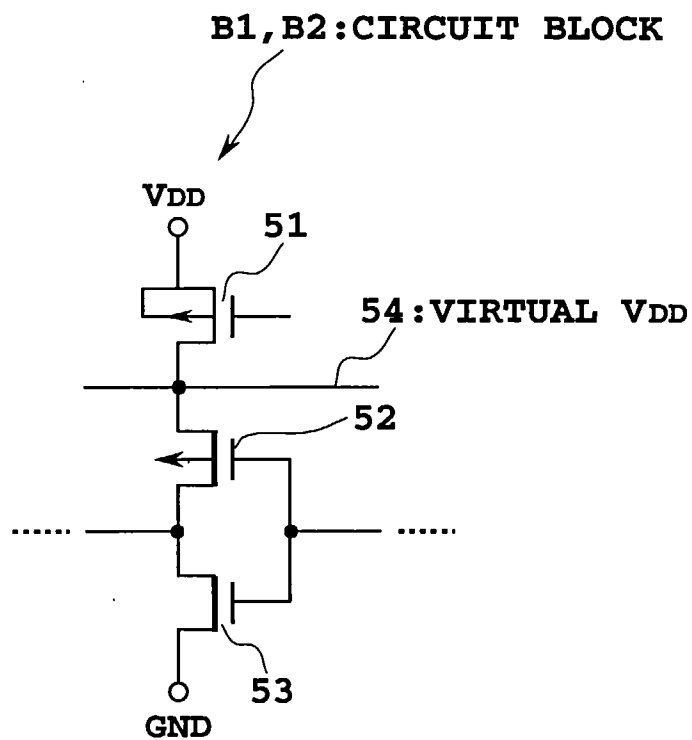 B1,B2:CIRCUIT BLOCK
VDD
51
54:VIRTUAL VDD
52
53
GND